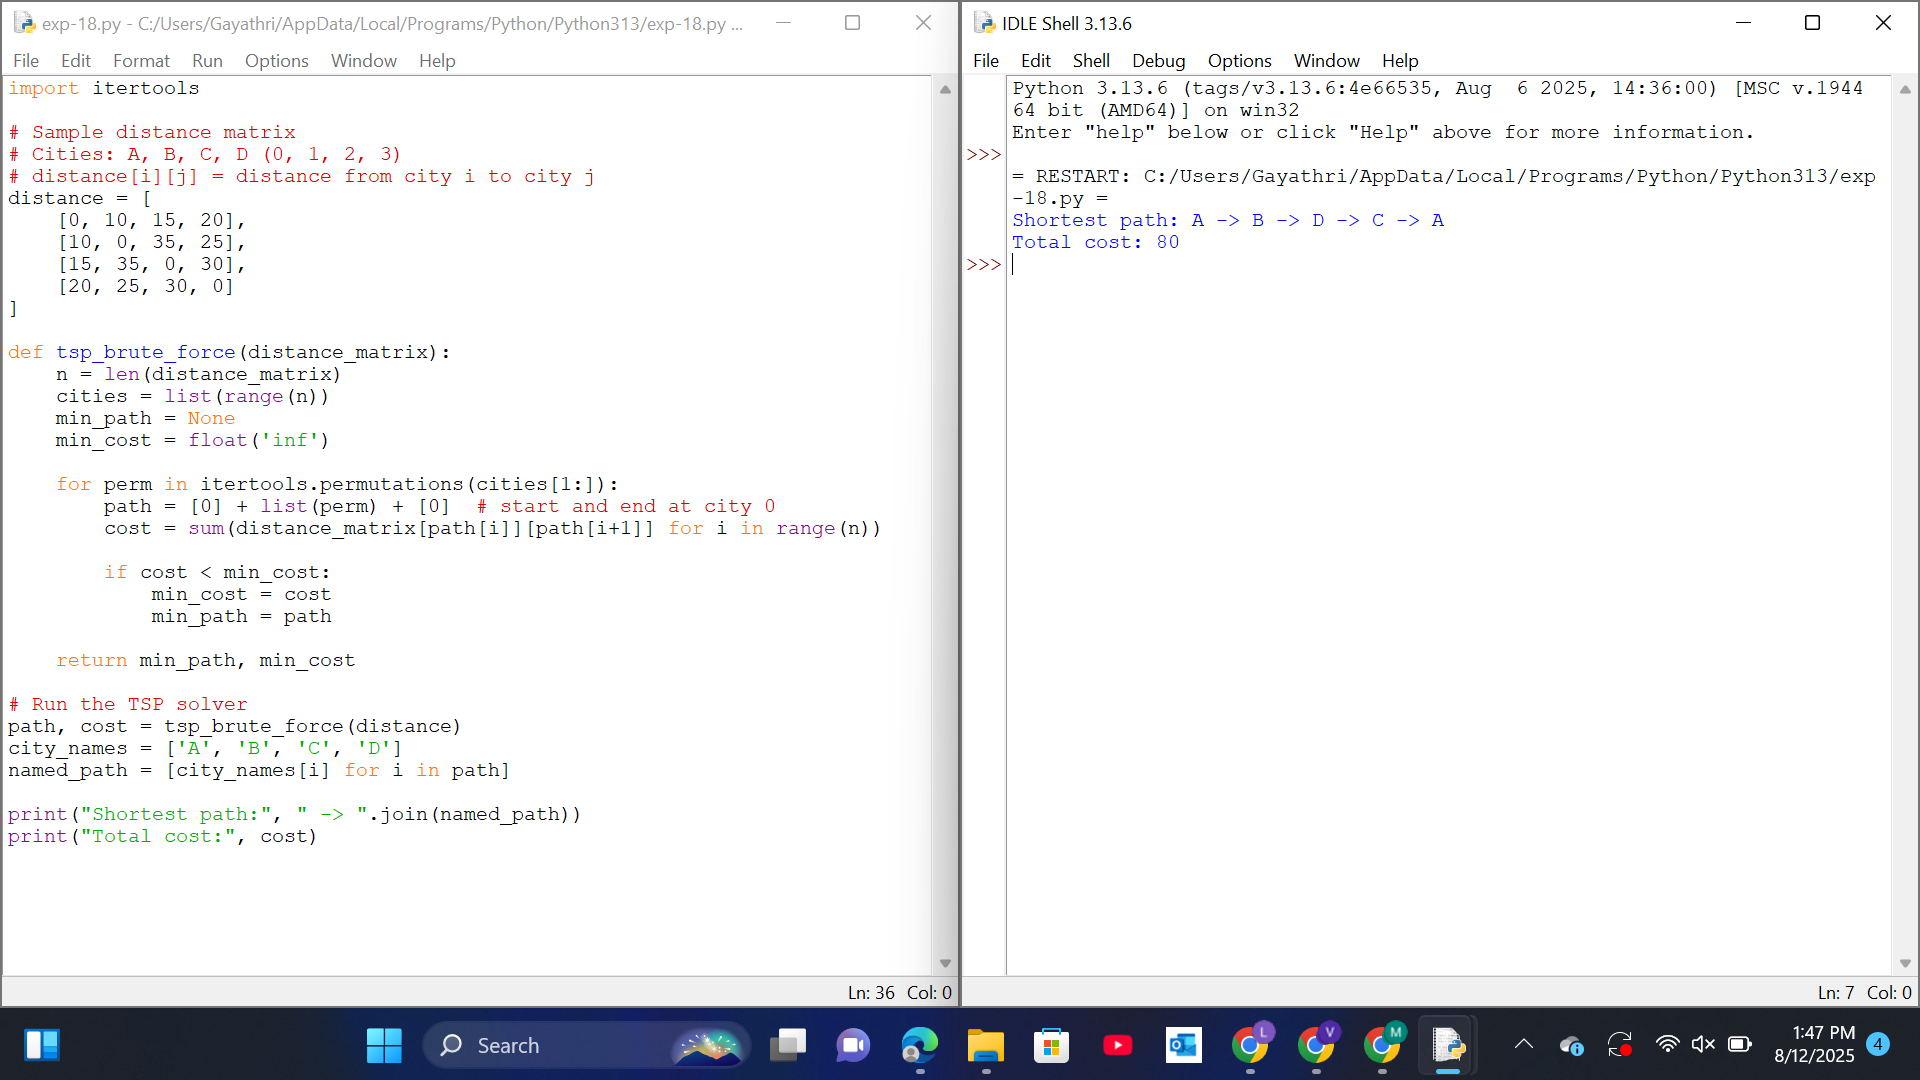 exp-18.py - C:/Users/Gayathri/AppData/Local/Programs/Python/Python313/exp-18.py ...
File Edit Format Run Options Window Help
import itertools
# Sample distance matrix
# Cities: A, B, C, D (0, 1, 2, 3)
# distance[i][j] = distance from city i to city j
distance = [
    [0, 10, 15, 20],
    [10, 0, 35, 25],
    [15, 35, 0, 30],
    [20, 25, 30, 0]
]
def tsp_brute_force(distance_matrix):
    n = len(distance_matrix)
    cities = list(range(n))
    min_path = None
    min_cost = float('inf')
    for perm in itertools.permutations(cities[1:]):
        path = [0] + list(perm) + [0]  # start and end at city 0
        cost = sum(distance_matrix[path[i]][path[i+1]] for i in range(n))
        if cost < min_cost:
            min_cost = cost
            min_path = path
    return min_path, min_cost
# Run the TSP solver
path, cost = tsp_brute_force(distance)
city_names = ['A', 'B', 'C', 'D']
named_path = [city_names[i] for i in path]
print("Shortest path:", " -> ".join(named_path))
print("Total cost:", cost)
Ln: 36 Col: 0
IDLE Shell 3.13.6
File Edit Shell Debug Options Window Help
Python 3.13.6 (tags/v3.13.6:4e66535, Aug  6 2025, 14:36:00) [MSC v.1944
64 bit (AMD64)] on win32
Enter "help" below or click "Help" above for more information.
>>>
= RESTART: C:/Users/Gayathri/AppData/Local/Programs/Python/Python313/exp
-18.py =
Shortest path: A -> B -> D -> C -> A
Total cost: 80
>>>
Ln: 7 Col: 0
Search
L
V
M
1:47 PM
8/12/2025
4